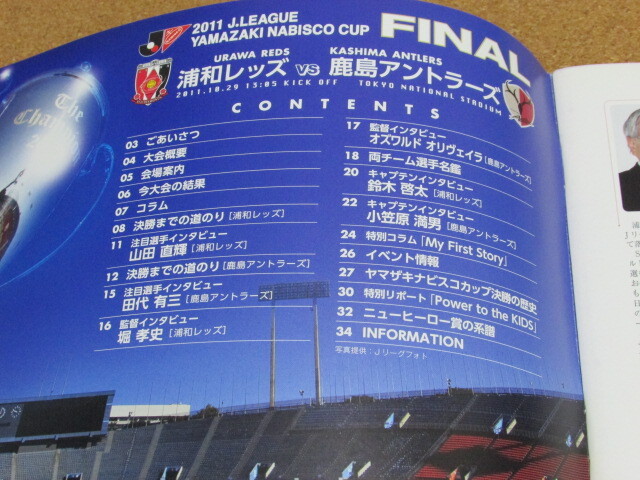 2011 J.LEAGUE
YAMAZAKI NABISCO CUP
FINAL
URAWA REDS
浦和レッズ
VS
KASHIMA ANTLERS
鹿島アントラーズ
2011.10.29 13:05 KICK OFF TOKYO NATIONAL STADIUM
CONTENTS
03 ごあいさつ
04 大会概要
05 会場案内
06 今大会の結果
07 コラム
08 決勝までの道のり[浦和レッズ]
11 注目選手インタビュー
山田 直輝[浦和レッズ]
12 決勝までの道のり[鹿島アントラーズ]
15 注目選手インタビュー
田代 有三[鹿島アントラーズ]
16 監督インタビュー
堀 孝史[浦和レッズ]
17 監督インタビュー
オズワルド オリヴェイラ[鹿島アントラーズ]
18 両チーム選手名鑑
20 キャプテンインタビュー
鈴木 啓太[浦和レッズ]
22 キャプテンインタビュー
小笠原 満男[鹿島アントラーズ]
24 特別コラム「My First Story」
26 イベント情報
27 ヤマザキナビスコカップ決勝の歴史
30 特別リポート「Power to the KIDS」
32 ニューヒーロー賞の系譜
34 INFORMATION
写真提供：Jリーグフォト
The